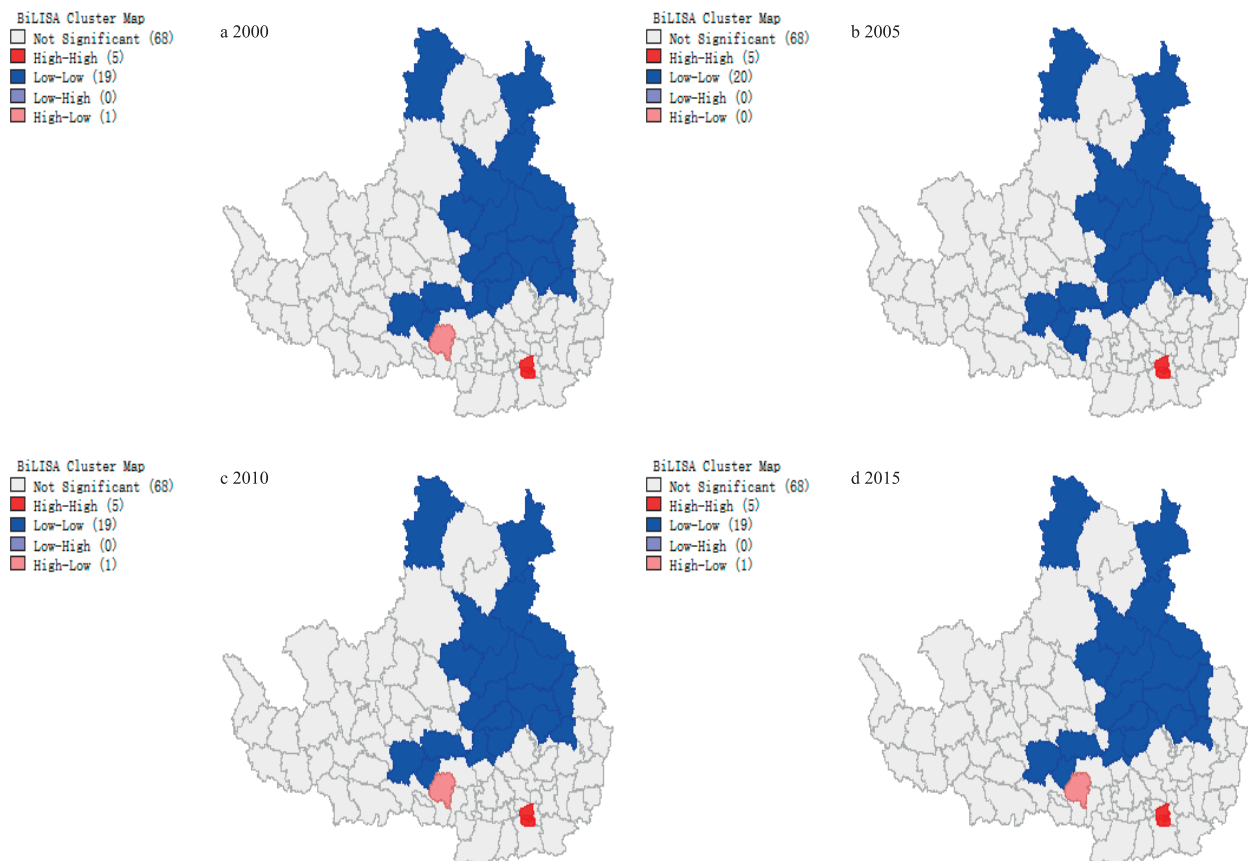 BiLISA Cluster Map
Not Significant (68)
High-High (5)
Low-Low (19)
Low-High (0)
High-Low (1)
a 2000
BiLISA Cluster Map
Not Significant (68)
High-High (5)
Low-Low (20)
Low-High (0)
High-Low (0)
b 2005
BiLISA Cluster Map
Not Significant (68)
High-High (5)
Low-Low (19)
Low-High (0)
High-Low (1)
c 2010
BiLISA Cluster Map
Not Significant (68)
High-High (5)
Low-Low (19)
Low-High (0)
High-Low (1)
d 2015